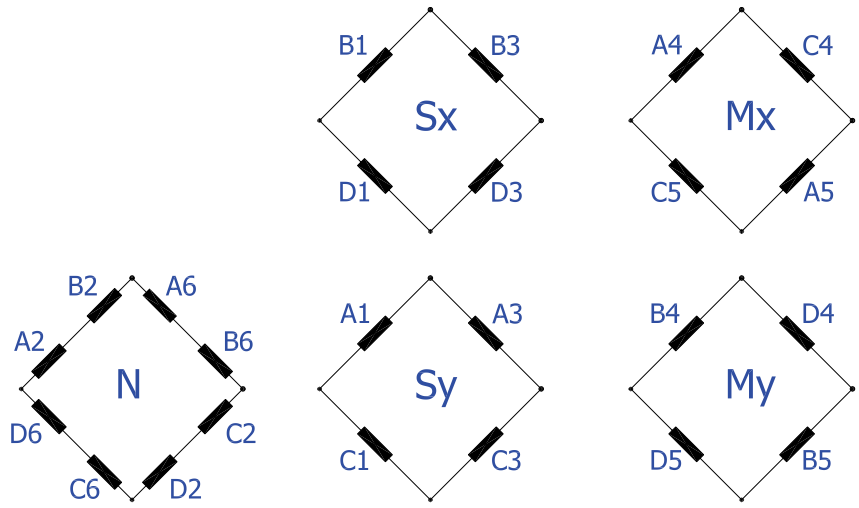 B1 B3
Sx
D1 D3
A4 C4
Mx
C5 A5
B2 A6
A2 B6
N
D6 C2
C6 D2
A1 A3
Sy
C1 C3
B4 D4
My
D5 B5